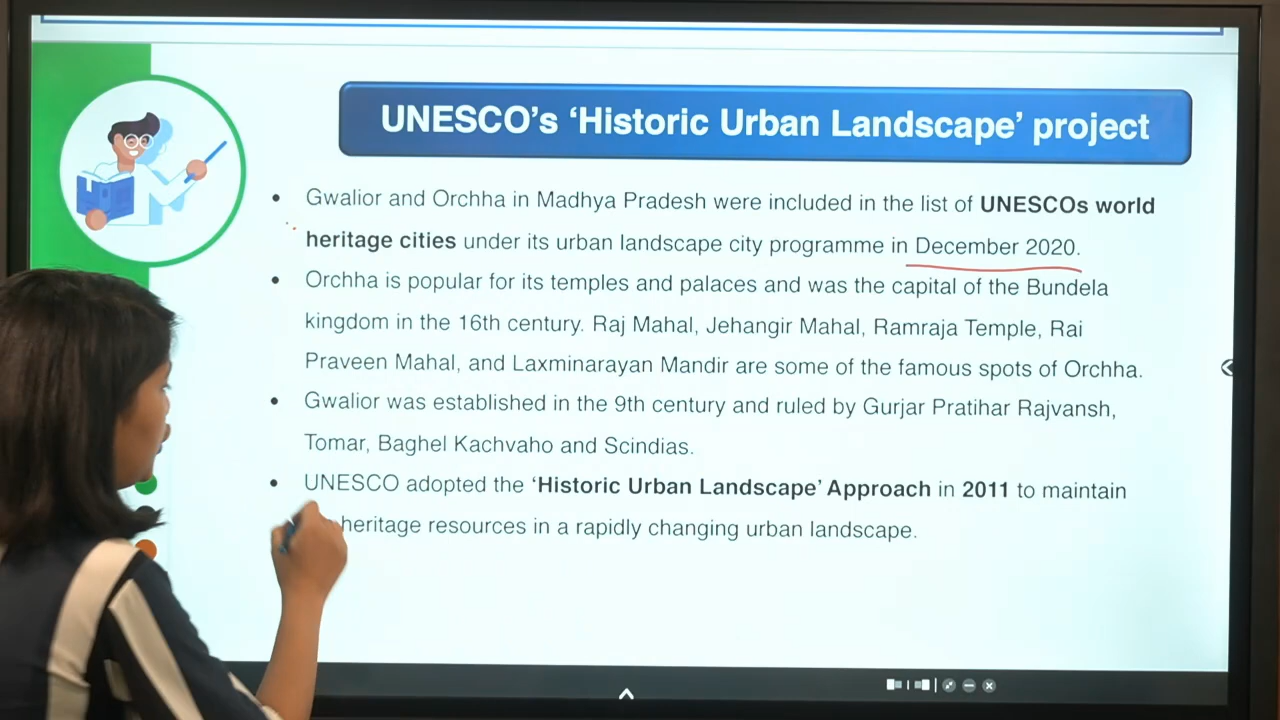 UNESCO's 'Historic Urban Landscape' project
• Gwalior and Orchha in Madhya Pradesh were included in the list of UNESCOs world
heritage cities under its urban landscape city programme in December 2020.
• Orchha is popular for its temples and palaces and was the capital of the Bundela
kingdom in the 16th century. Raj Mahal, Jehangir Mahal, Ramraja Temple, Rai
Praveen Mahal, and Laxminarayan Mandir are some of the famous spots of Orchha.
• Gwalior was established in the 9th century and ruled by Gurjar Pratihar Rajvansh,
Tomar, Baghel Kachvaho and Scindias.
• UNESCO adopted the 'Historic Urban Landscape' Approach in 2011 to maintain
heritage resources in a rapidly changing urban landscape.